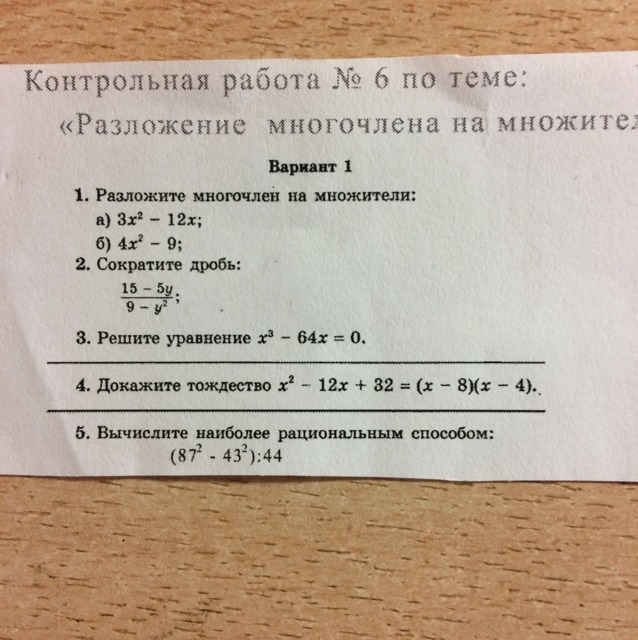 Контрольная работа № 6 по теме:
«Разложение многочлена на множител
Вариант 1
1. Разложите многочлен на множители:
а) 3x² − 12x;
б) 4x² − 9;
2. Сократите дробь:
15 − 5y
9 − y² ;
3. Решите уравнение x³ − 64x = 0.
4. Докажите тождество x² − 12x + 32 = (x − 8)(x − 4).
5. Вычислите наиболее рациональным способом:
(87² - 43²):44